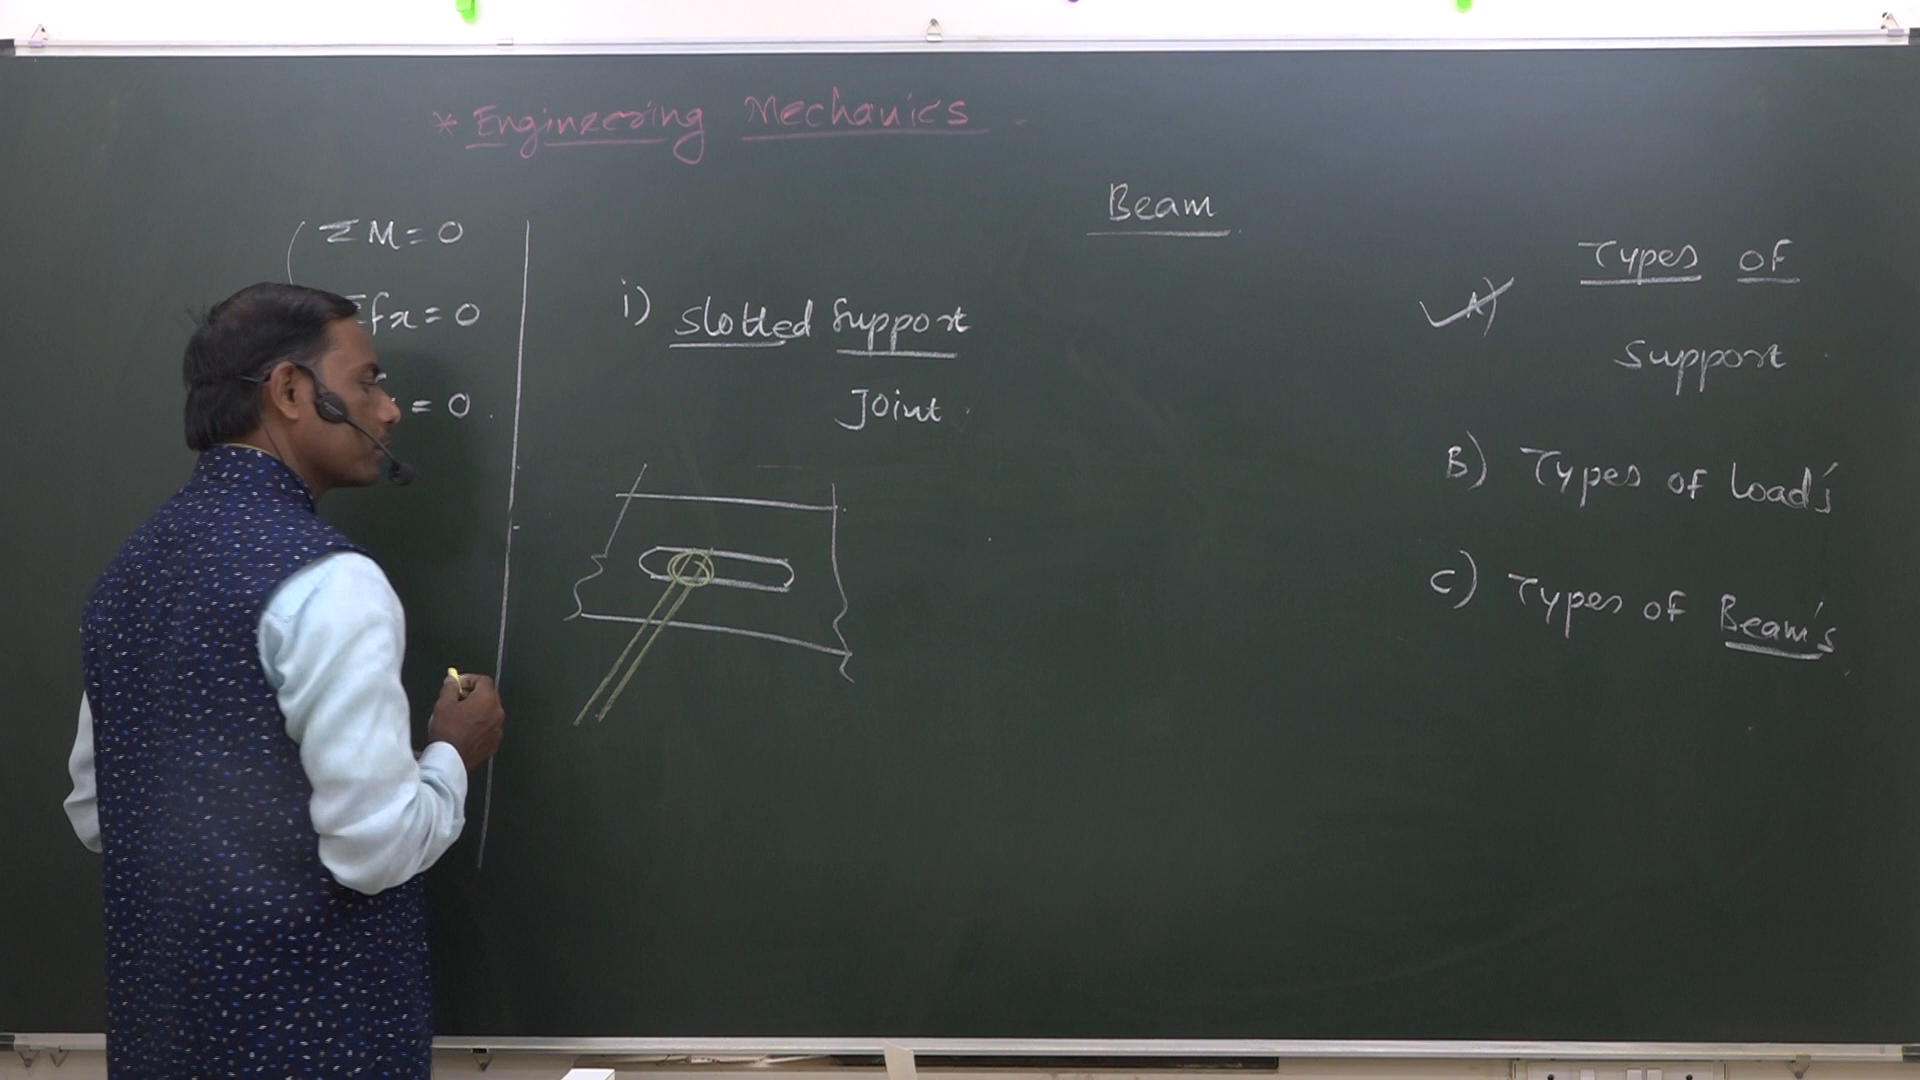 * Engineering Mechanics.
Beam
ΣM=0
Σfx=0
= 0.
i) Slotted Support
Joint.
A) Types of
Support.
B) Types of Load's
C) Types of Beam's